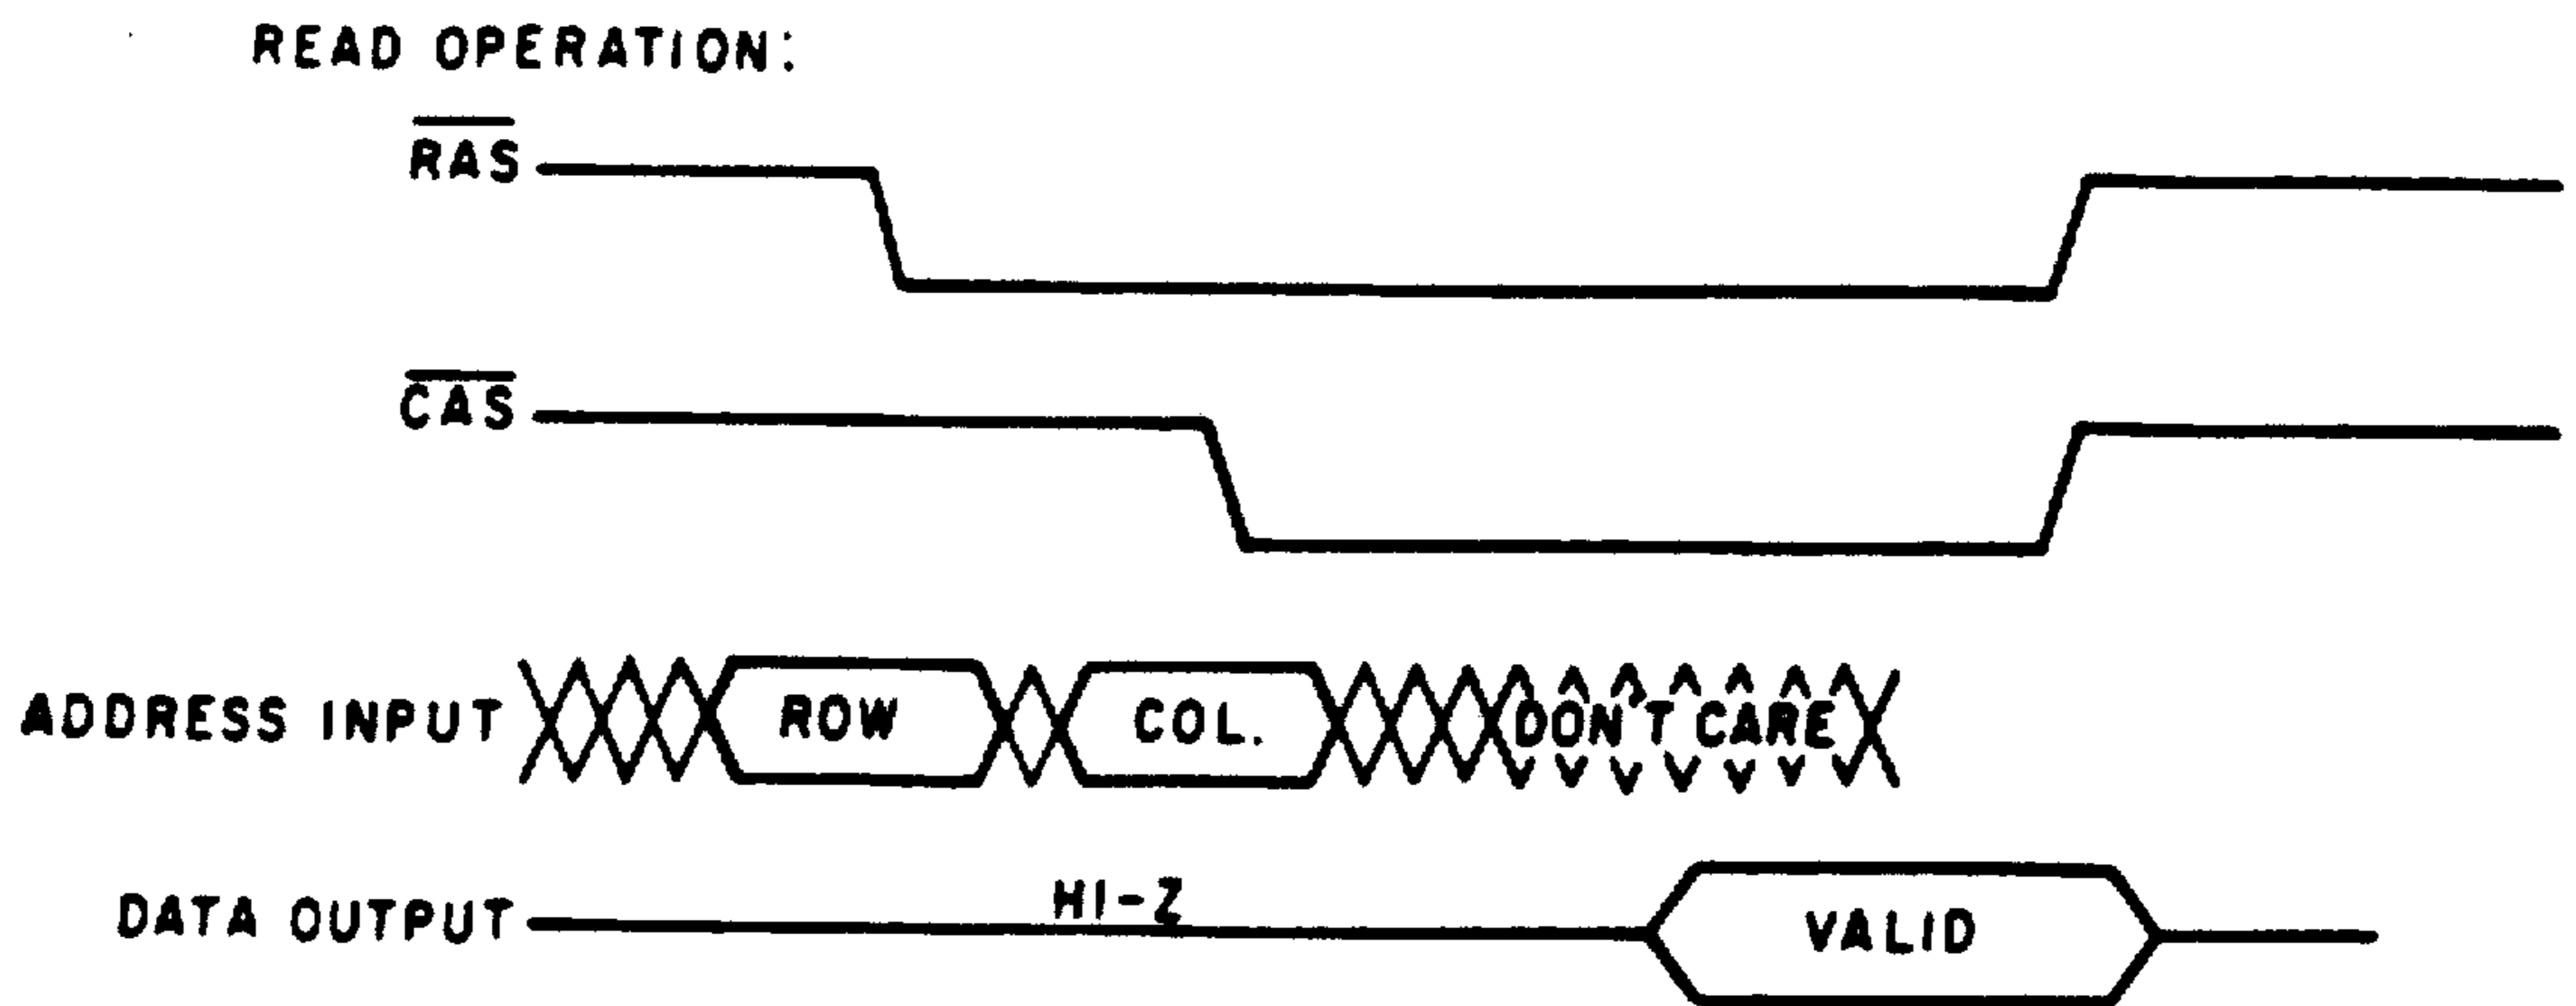 READ OPERATION:
RAS
CAS
ADDRESS INPUT
ROW
COL.
DON'T CARE
DATA OUTPUT
HI-Z
VALID